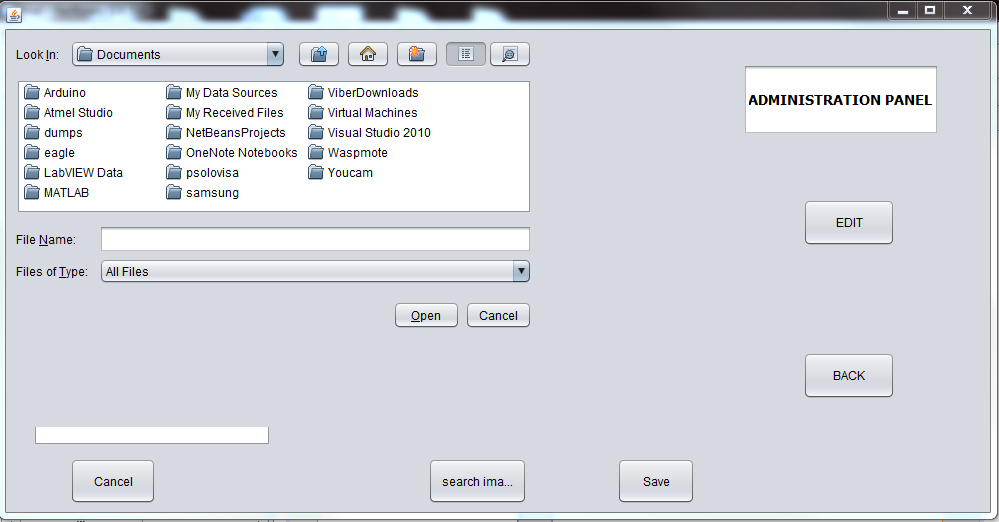 Look In: Documents
Arduino My Data Sources ViberDownloads
Atmel Studio My Received Files Virtual Machines
dumps NetBeansProjects Visual Studio 2010
eagle OneNote Notebooks Waspmote
LabVIEW Data psolovisa Youcam
MATLAB samsung
ADMINISTRATION PANEL
EDIT
File Name:
Files of Type: All Files
Open Cancel
BACK
Cancel search ima... Save